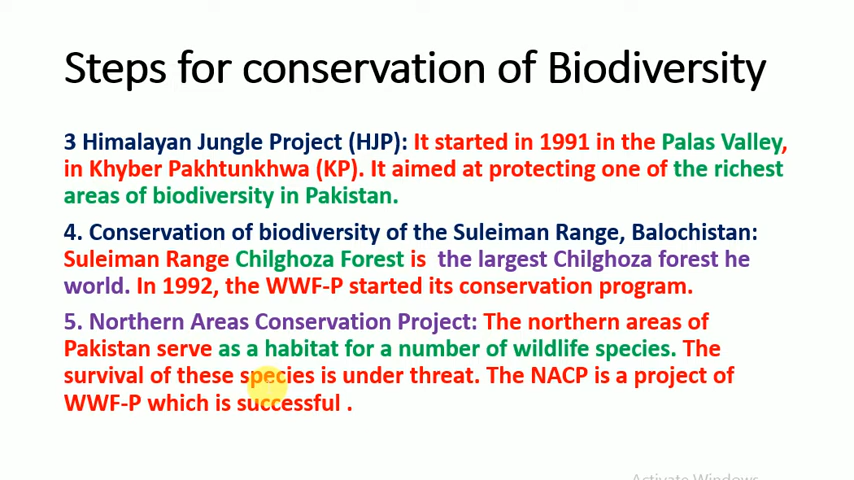 Steps for conservation of Biodiversity
3 Himalayan Jungle Project (HJP): It started in 1991 in the Palas Valley,
in Khyber Pakhtunkhwa (KP). It aimed at protecting one of the richest
areas of biodiversity in Pakistan.
4. Conservation of biodiversity of the Suleiman Range, Balochistan:
Suleiman Range Chilghoza Forest is the largest Chilghoza forest he
world. In 1992, the WWF-P started its conservation program.
5. Northern Areas Conservation Project: The northern areas of
Pakistan serve as a habitat for a number of wildlife species. The
survival of these species is under threat. The NACP is a project of
WWF-P which is successful .
Activate Windows